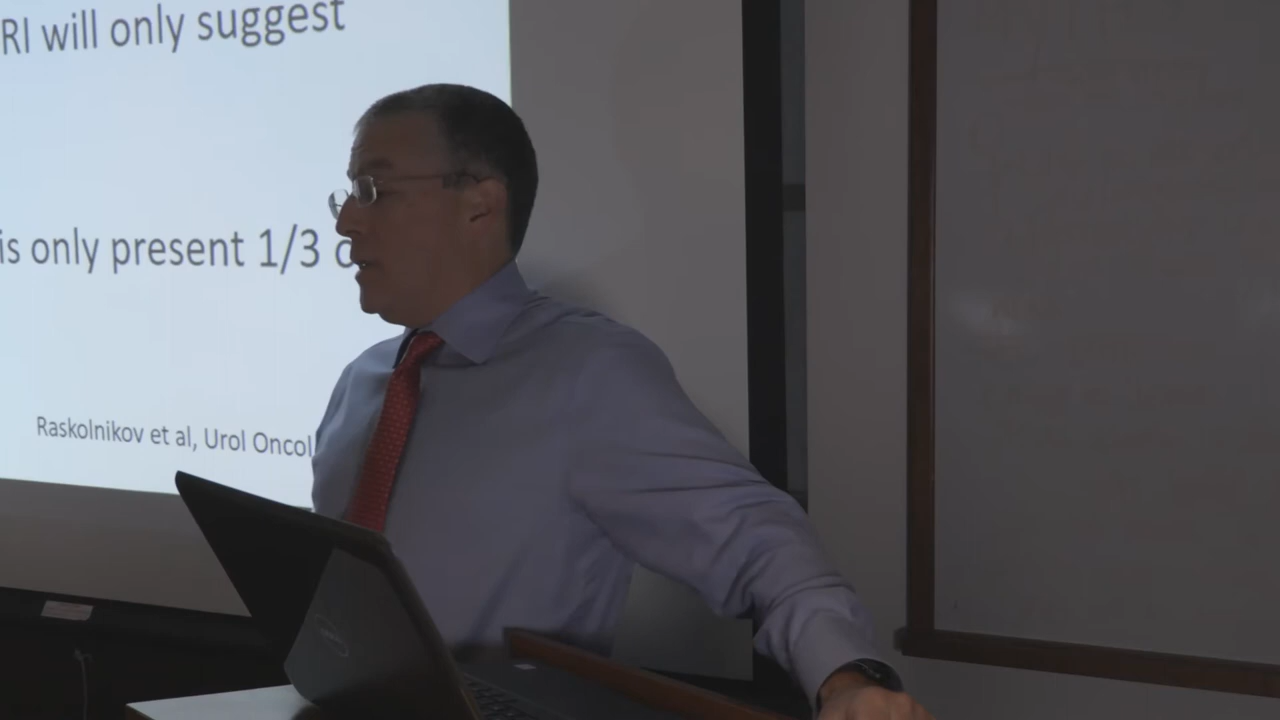 RI will only suggest
is only present 1/3
Raskolnikov et al, Urol Oncol